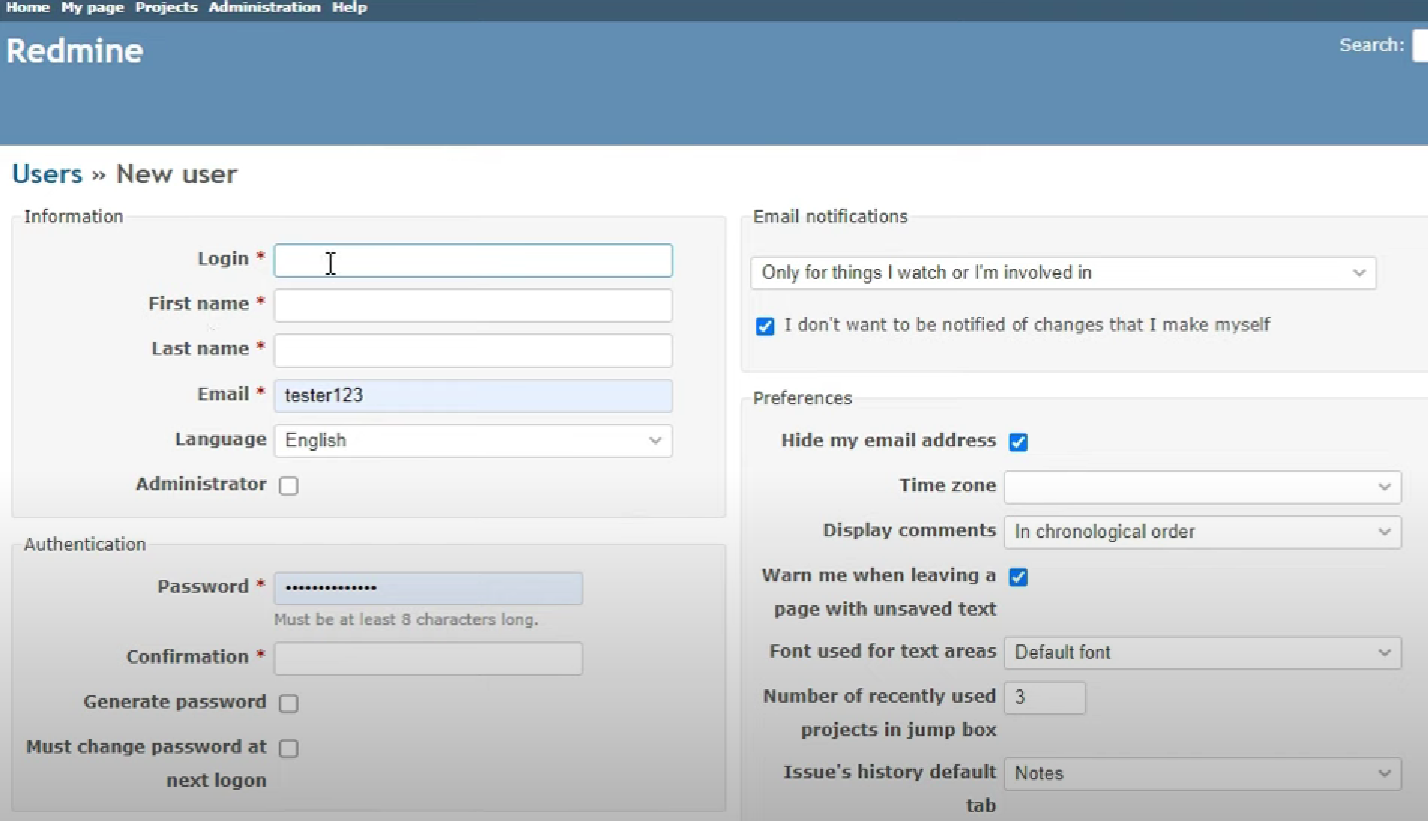 Home My page Projects Administration Help
Redmine
Search:
Users » New user
Information
Login *
First name *
Last name *
Email * tester123
Language English
Administrator
Authentication
Password * ••••••••••••••
Must be at least 8 characters long.
Confirmation *
Generate password
Must change password at
next logon
Email notifications
Only for things I watch or I'm involved in
I don't want to be notified of changes that I make myself
Preferences
Hide my email address
Time zone
Display comments In chronological order
Warn me when leaving a
page with unsaved text
Font used for text areas Default font
Number of recently used 3
projects in jump box
Issue's history default Notes
tab